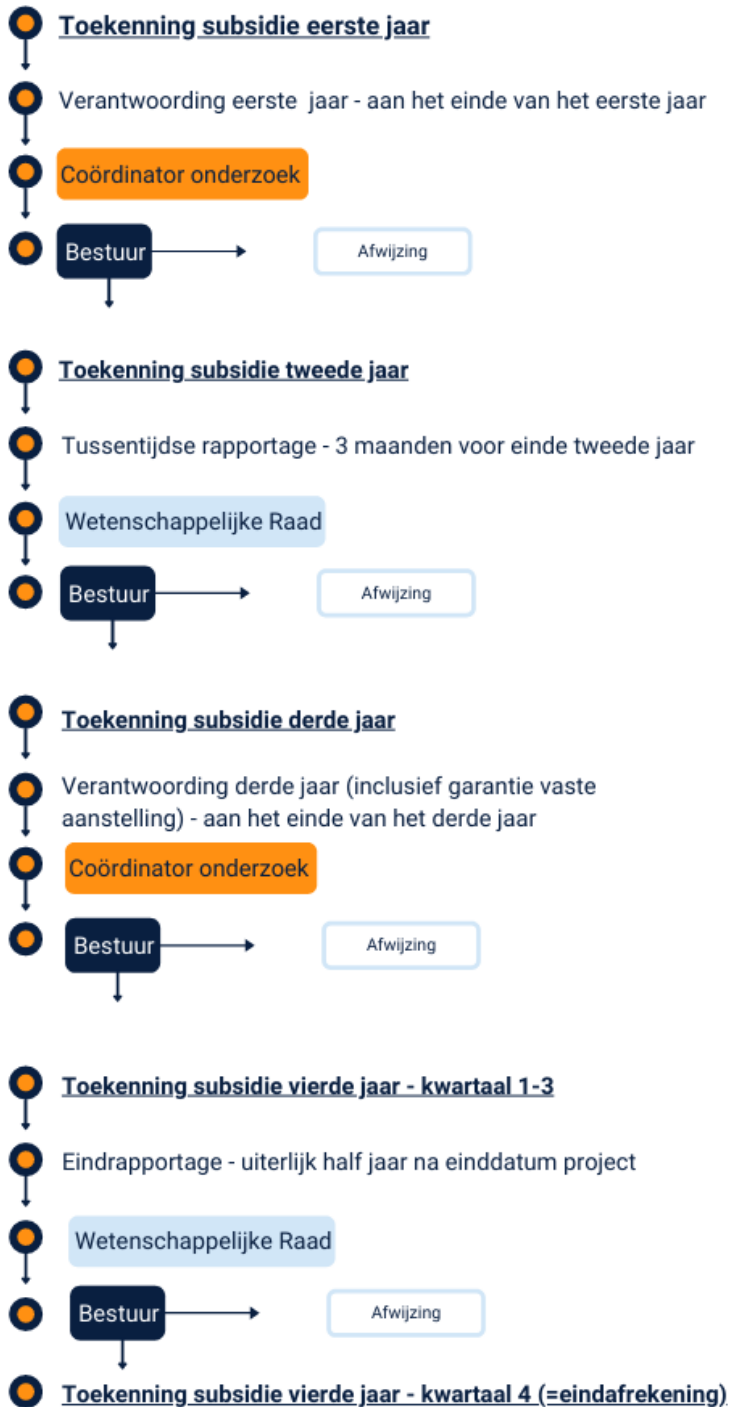 Toekenning subsidie eerste jaar
Verantwoording eerste  jaar - aan het einde van het eerste jaar
Coördinator onderzoek
Bestuur
Afwijzing
Toekenning subsidie tweede jaar
Tussentijdse rapportage - 3 maanden voor einde tweede jaar
Wetenschappelijke Raad
Bestuur
Afwijzing
Toekenning subsidie derde jaar
Verantwoording derde jaar (inclusief garantie vaste
aanstelling) - aan het einde van het derde jaar
Coördinator onderzoek
Bestuur
Afwijzing
Toekenning subsidie vierde jaar - kwartaal 1-3
Eindrapportage - uiterlijk half jaar na einddatum project
Wetenschappelijke Raad
Bestuur
Afwijzing
Toekenning subsidie vierde jaar - kwartaal 4 (=eindafrekening)